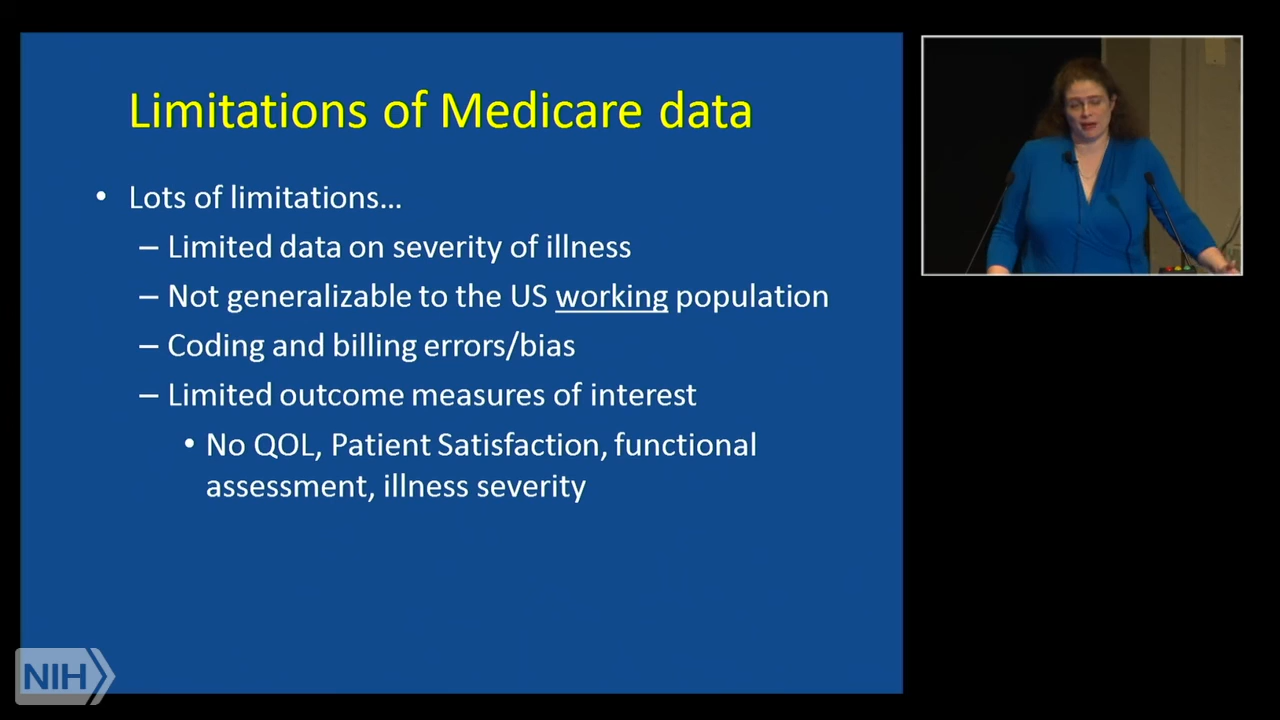 Limitations of Medicare data
• Lots of limitations…
– Limited data on severity of illness
– Not generalizable to the US working population
– Coding and billing errors/bias
– Limited outcome measures of interest
• No QOL, Patient Satisfaction, functional
assessment, illness severity
NIH